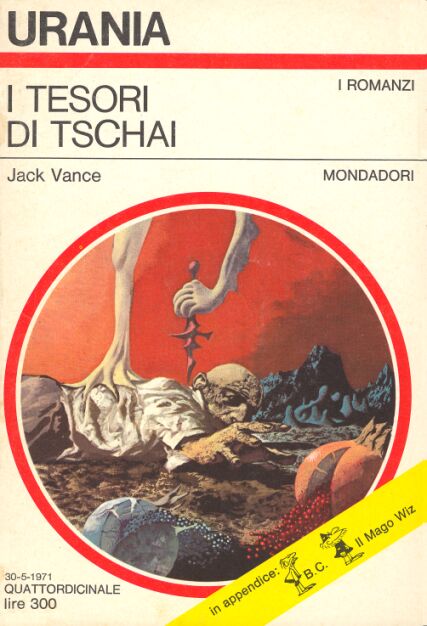 URANIA
I TESORI
DI TSCHAI
I ROMANZI
Jack Vance
MONDADORI
30-5-1971
QUATTORDICINALE
lire 300
in appendice:
B.C.
Il Mago Wiz